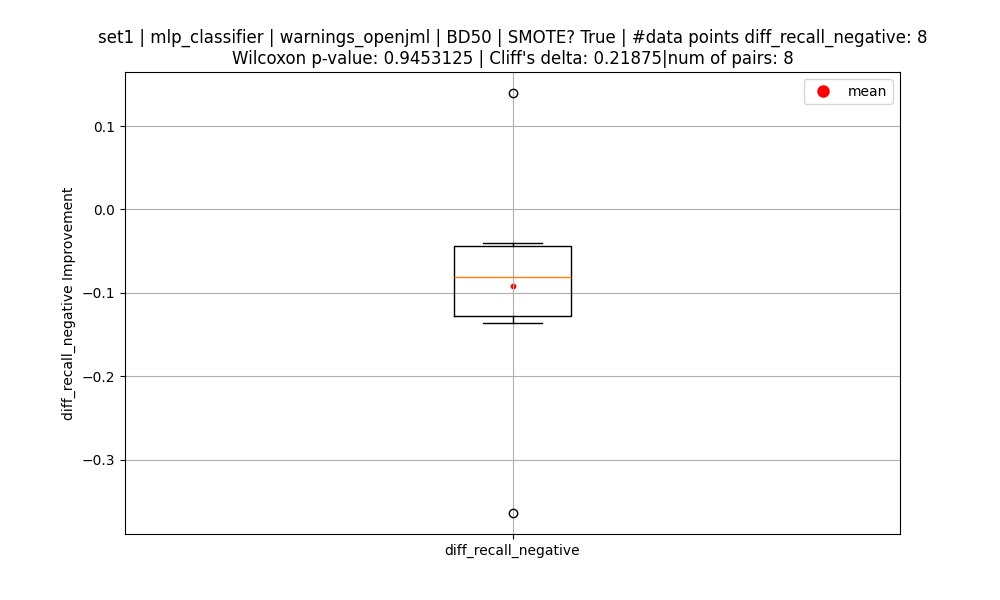 set1 | mlp_classifier | warnings_openjml | BD50 | SMOTE? True | #data points diff_recall_negative: 8
Wilcoxon p-value: 0.9453125 | Cliff's delta: 0.21875|num of pairs: 8
mean
0.1
0.0
−0.1
−0.2
−0.3
diff_recall_negative Improvement
diff_recall_negative